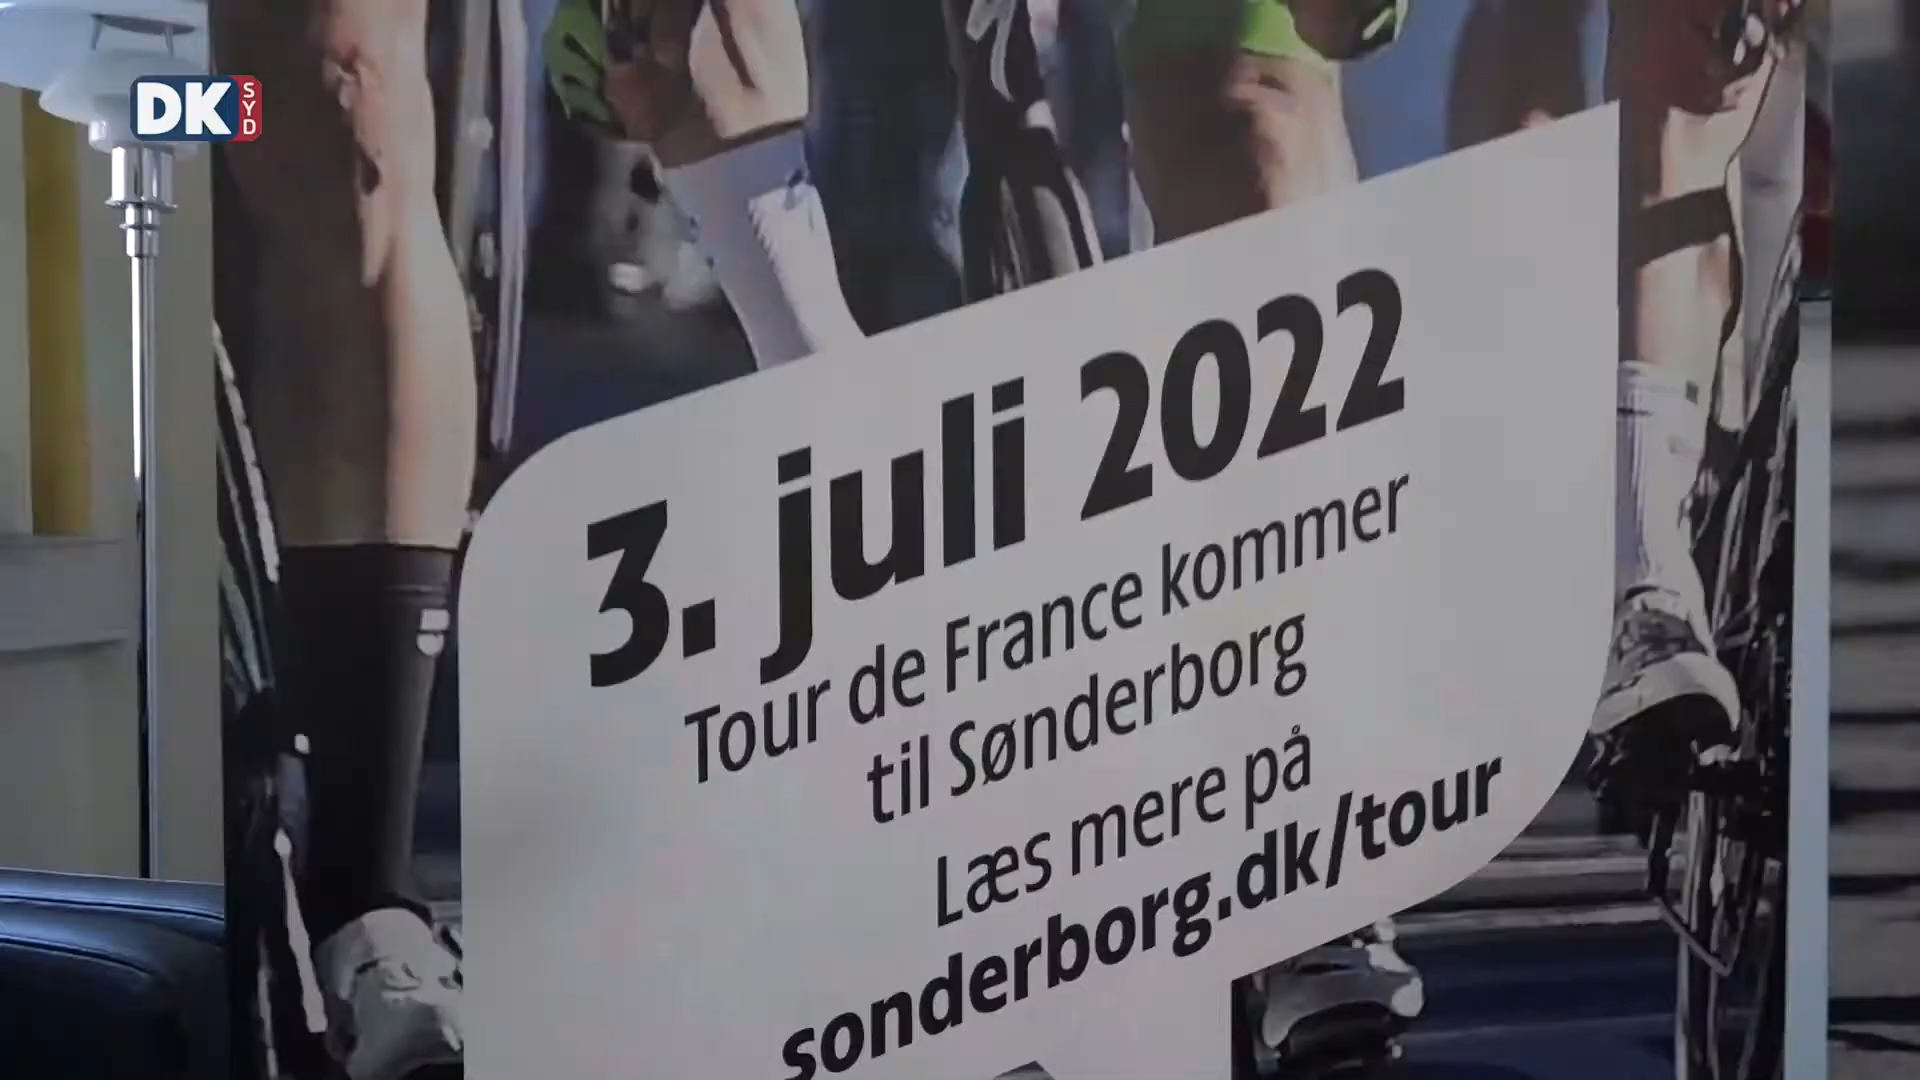 DK SYD
3. juli 2022
Tour de France kommer
til Sønderborg
Læs mere på
sonderborg.dk/tour